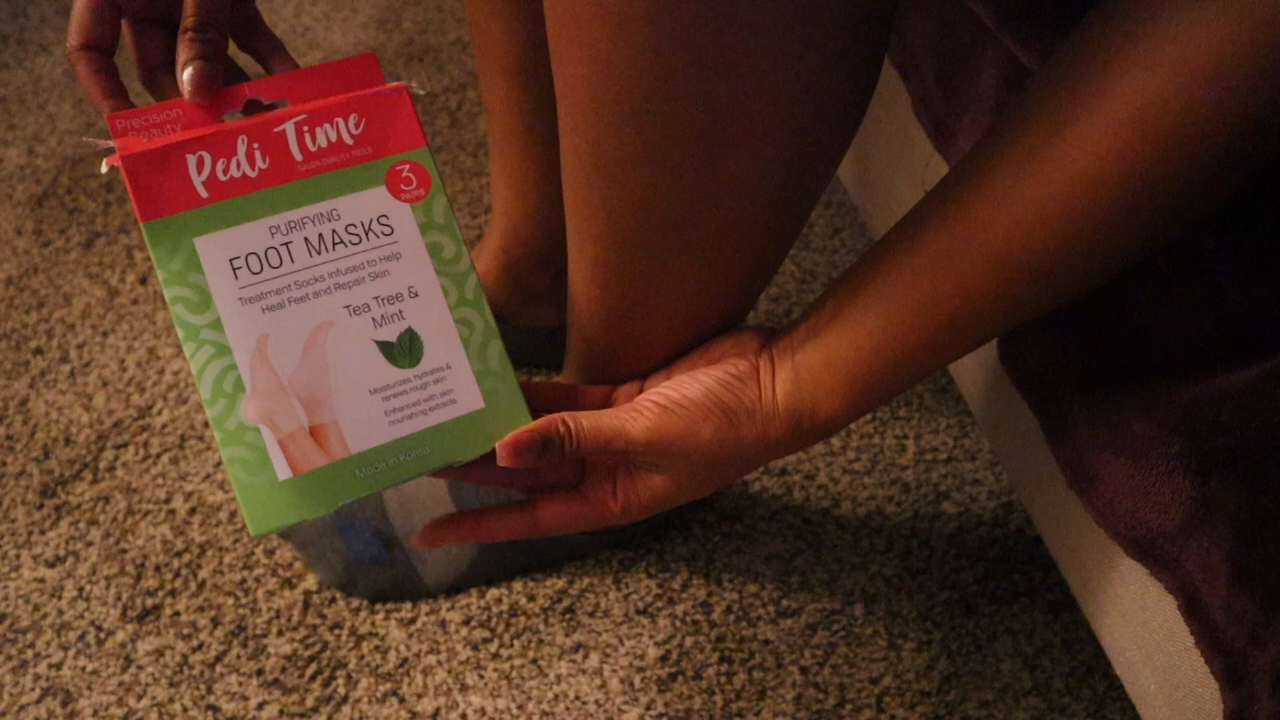 Precision
Beauty
Pedi Time
SALON QUALITY TOOLS
3
PAIRS
PURIFYING
FOOT MASKS
Treatment Socks Infused to Help
Heal Feet and Repair Skin
Tea Tree &
Mint
Moisturizes, hydrates &
renews rough skin
Enhanced with skin
nourishing extracts
Made in Korea